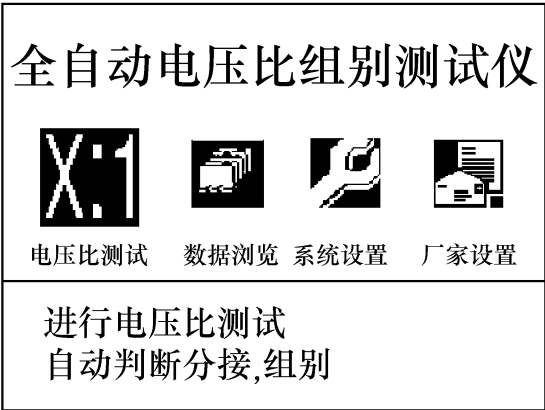 全自动电压比组别测试仪
X:1
电压比测试 数据浏览 系统设置 厂家设置
进行电压比测试
自动判断分接,组别